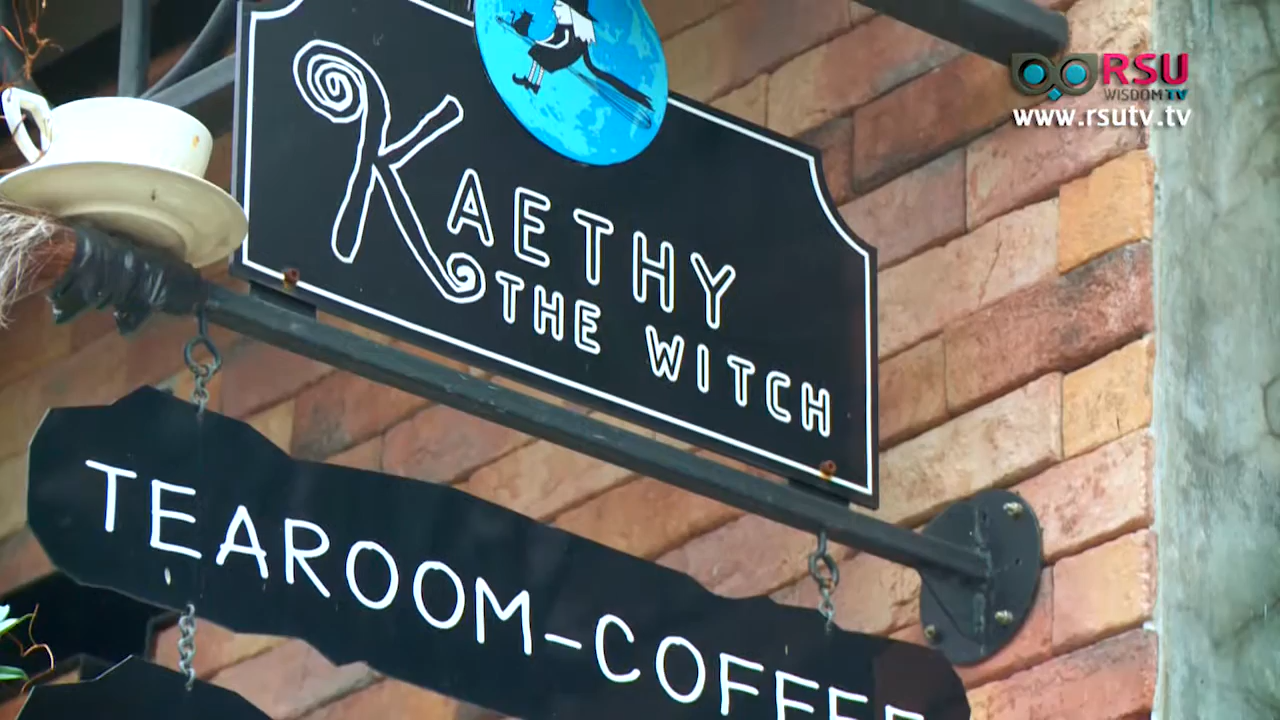 RSU
WISDOM TV
www.rsutv.tv
KAETHY
THE WITCH
TEAROOM-COFFEE